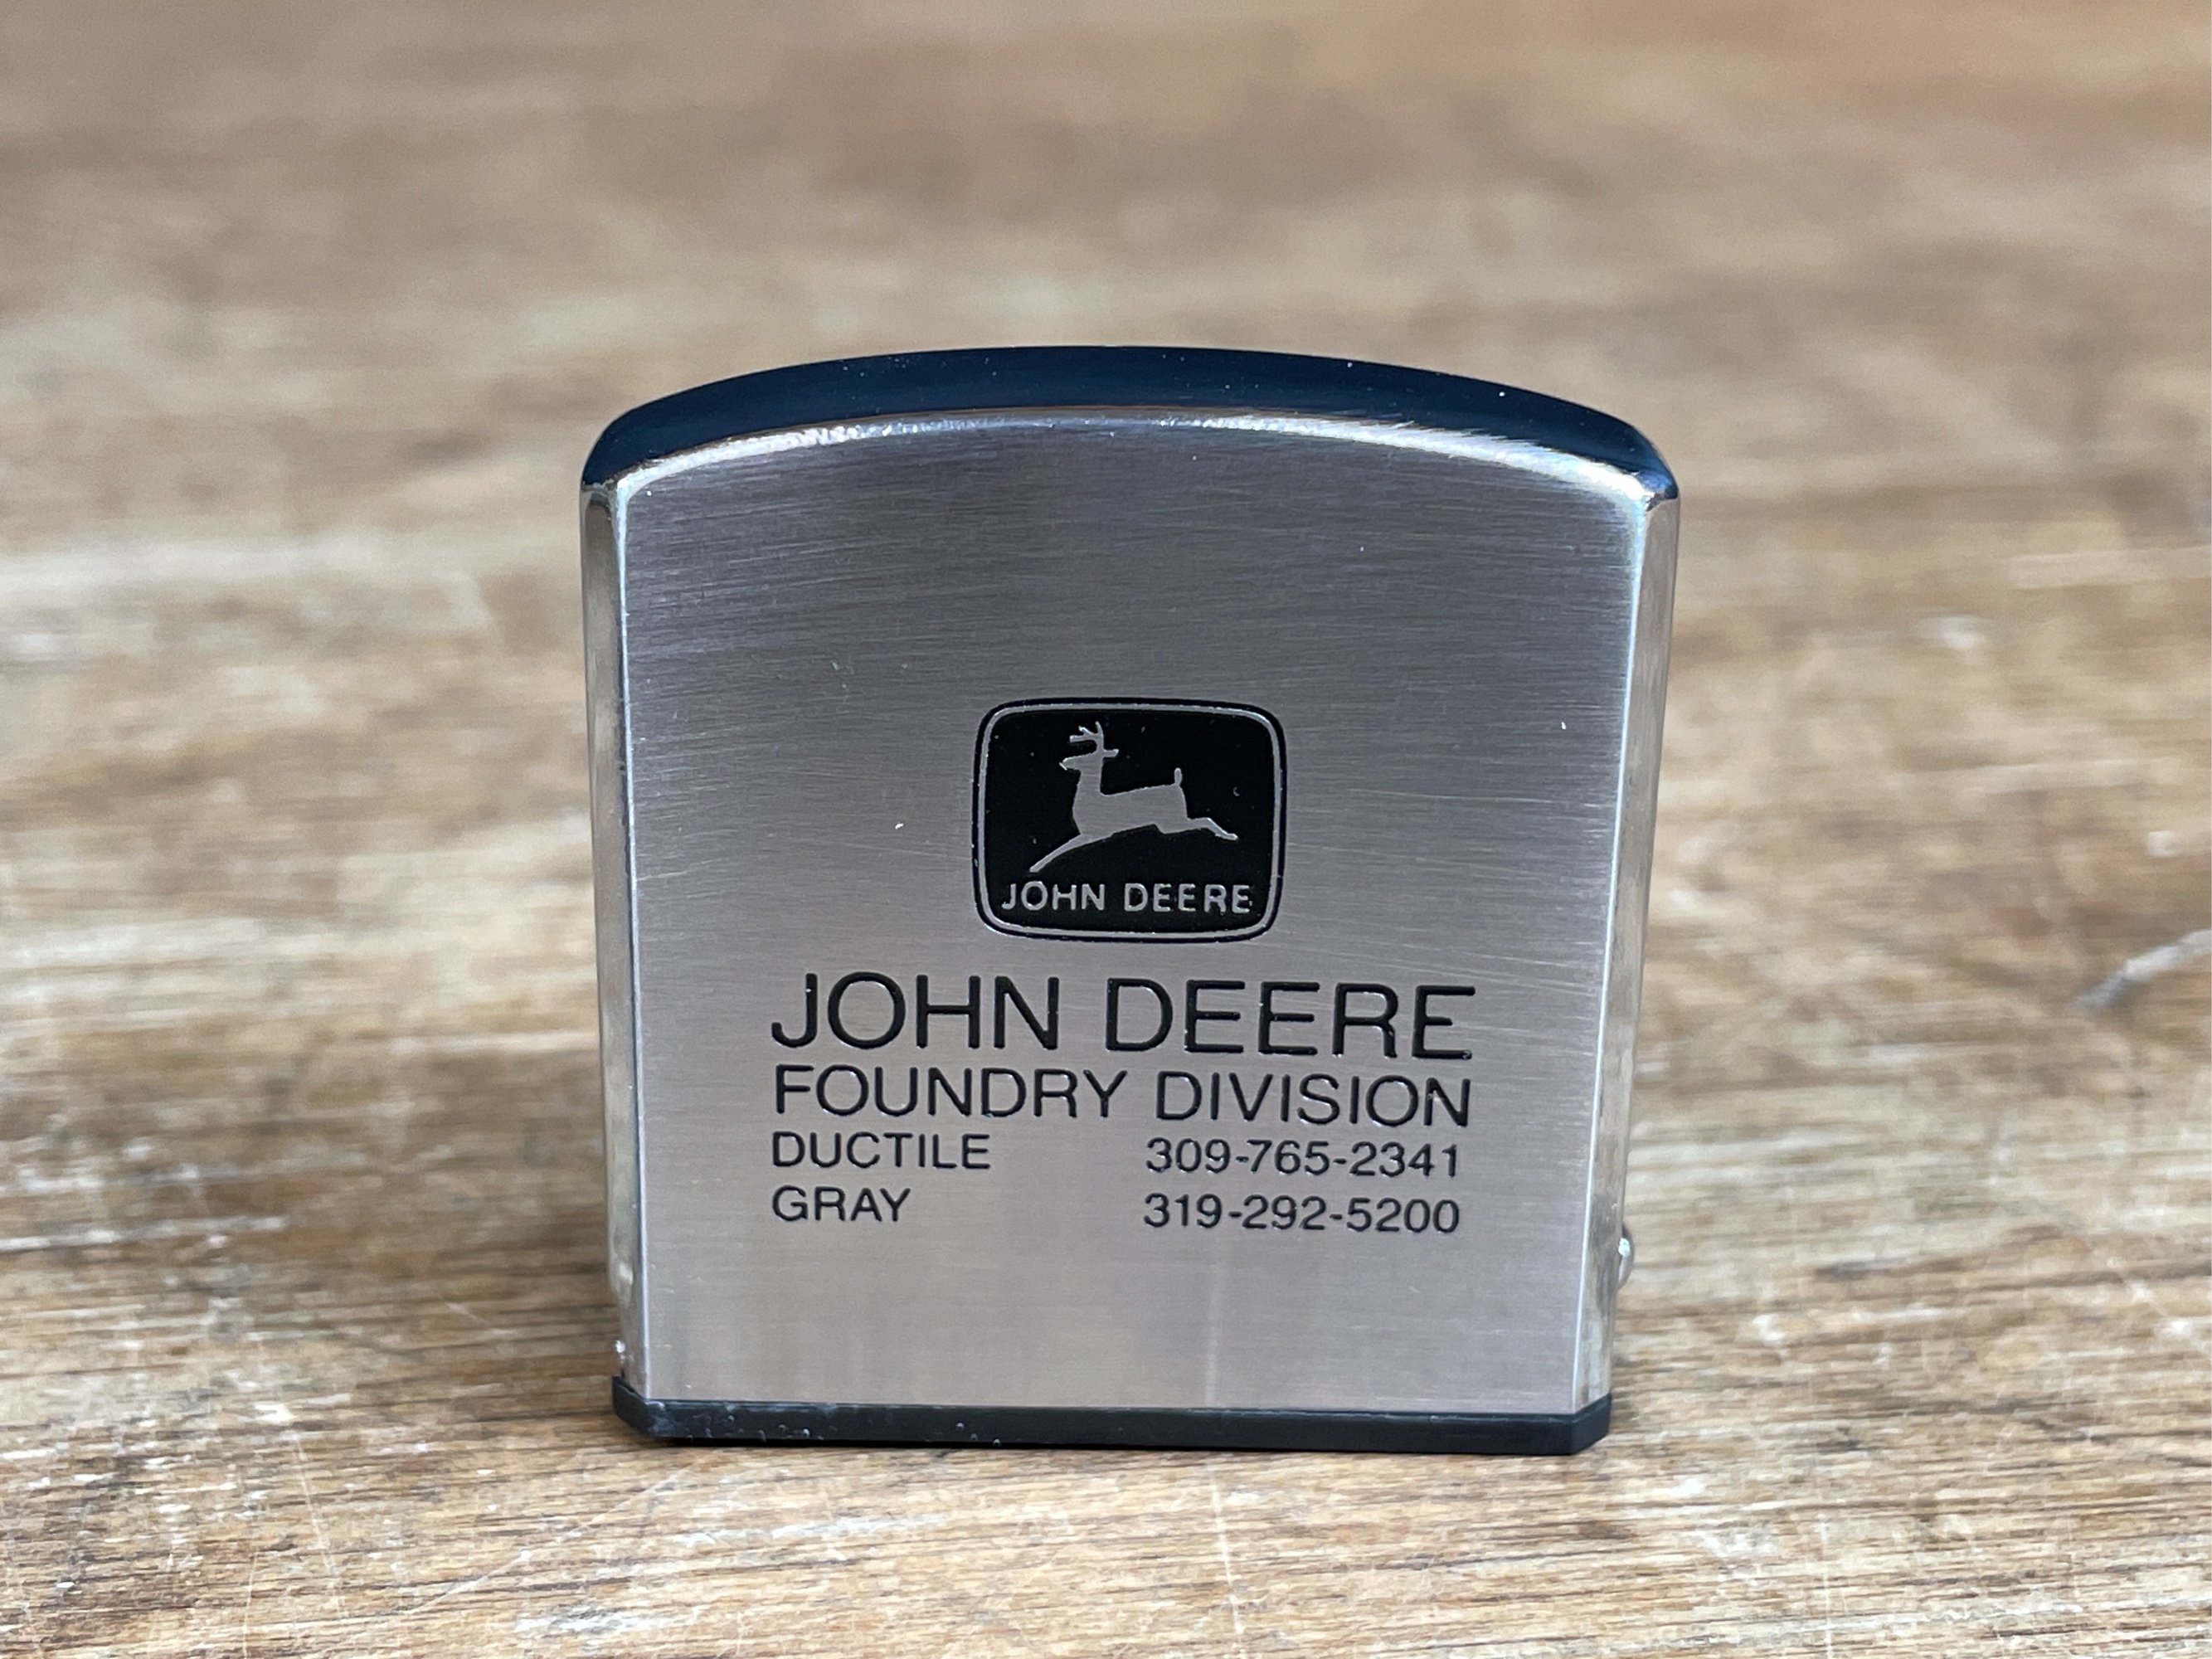 JOHN DEERE
JOHN DEERE
FOUNDRY DIVISION
DUCTILE 309-765-2341
GRAY 319-292-5200